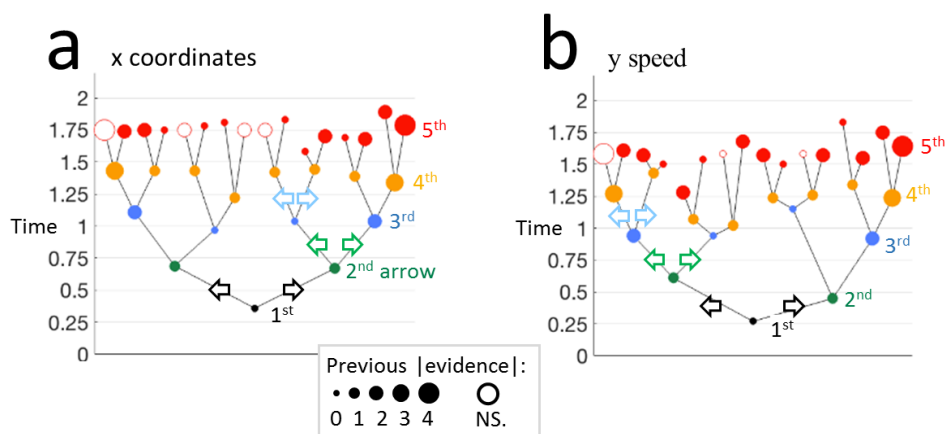 a
x coordinates
2
1.75
1.5
1.25
1
0.75
0.5
0.25
0
Time
5th
4th
3rd
2nd arrow
1st
b
y speed
2
1.75
1.5
1.25
1
0.75
0.5
0.25
0
Time
5th
4th
3rd
2nd
1st
Previous |evidence|:
0 1 2 3 4 NS.